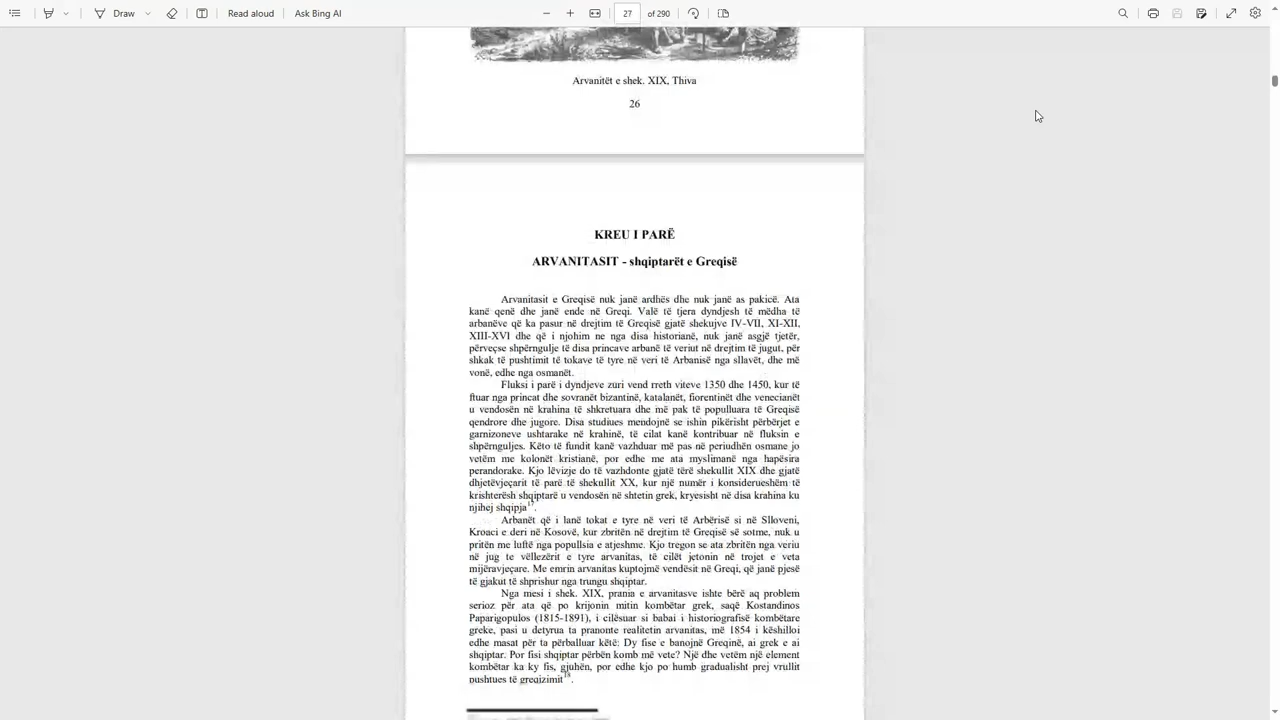 Draw
Read aloud
Ask Bing AI
27 of 290
Arvanitët e shek. XIX, Thiva
26
KREU I PARË
ARVANITASIT - shqiptarët e Greqisë
Arvanitasit e Greqisë nuk janë ardhës dhe nuk janë as pakicë. Ata
kanë qenë dhe janë ende në Greqi. Valë të tjera dyndjesh të mëdha të
arbanëve që ka pasur në drejtim të Greqisë gjatë shekujve IV-VII, XI-XII,
XIII-XVI dhe që i njohim ne nga disa historianë, nuk janë asgjë tjetër,
përveçse shpërngulje të disa princave arbanë të veriut në drejtim të jugut, për
shkak të pushtimit të tokave të tyre në veri të Arbanisë nga sllavët, dhe më
vonë, edhe nga osmanët.
Fluksi i parë i dyndjeve zuri vend rreth viteve 1350 dhe 1450, kur të
ftuar nga princat dhe sovranët bizantinë, katalanët, fiorentinët dhe venecianët
u vendosën në krahina të shkretuara dhe më pak të populluara të Greqisë
qendrore dhe jugore. Disa studiues mendojnë se ishin pikërisht përbërjet e
garnizoneve ushtarake në krahinë, të cilat kanë kontribuar në fluksin e
shpërnguljes. Këto të fundit kanë vazhduar më pas në periudhën osmane jo
vetëm me kolonët kristianë, por edhe me ata myslimanë nga hapësira
perandorake. Kjo lëvizje do të vazhdonte gjatë tërë shekullit XIX dhe gjatë
dhjetëvjeçarit të parë të shekullit XX, kur një numër i konsiderueshëm të
krishterësh shqiptarë u vendosën në shtetin grek, kryesisht në disa krahina ku
njihej shqipja17.
Arbanët që i lanë tokat e tyre në veri të Arbërisë si në Slloveni,
Kroaci e deri në Kosovë, kur zbritën në drejtim të Greqisë së sotme, nuk u
pritën me luftë nga popullsia e atjeshme. Kjo tregon se ata zbritën nga veriu
në jug te vëllezërit e tyre arvanitas, të cilët jetonin në trojet e veta
mijëravjeçare. Me emrin arvanitas kuptojmë vendësit në Greqi, që janë pjesë
të gjakut të shprishur nga trungu shqiptar.
Nga mesi i shek. XIX, prania e arvanitasve ishte bërë aq problem
serioz për ata që po krijonin mitin kombëtar grek, saqë Kostandinos
Paparigopulos (1815-1891), i cilësuar si babai i historiografisë kombëtare
greke, pasi u detyrua ta pranonte realitetin arvanitas, më 1854 i këshilloi
edhe masat për ta përballuar këtë: Dy fise e banojnë Greqinë, ai grek e ai
shqiptar. Por fisi shqiptar përbën komb më vete? Një dhe vetëm një element
kombëtar ka ky fis, gjuhën, por edhe kjo po humb gradualisht prej vrullit
pushtues të greqizimit18.